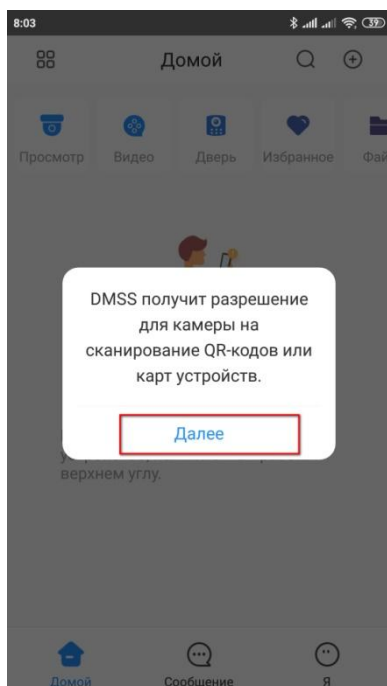 8:03
39
Домой
Просмотр
Видео
Дверь
Избранное
Фай
DMSS получит разрешение
для камеры на
сканирование QR-кодов или
карт устройств.
Далее
верхнем углу.
Домой
Сообщение
Я